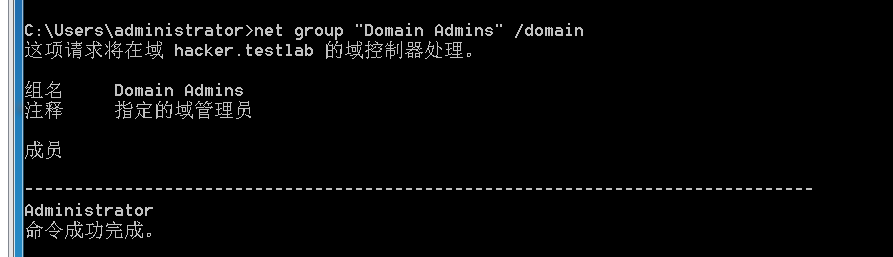 C:\Users\administrator>net group "Domain Admins" /domain
这项请求将在域 hacker.testlab 的域控制器处理。
组名     Domain Admins
注释     指定的域管理员
成员
-------------------------------------------------------------------------------
Administrator
命令成功完成。